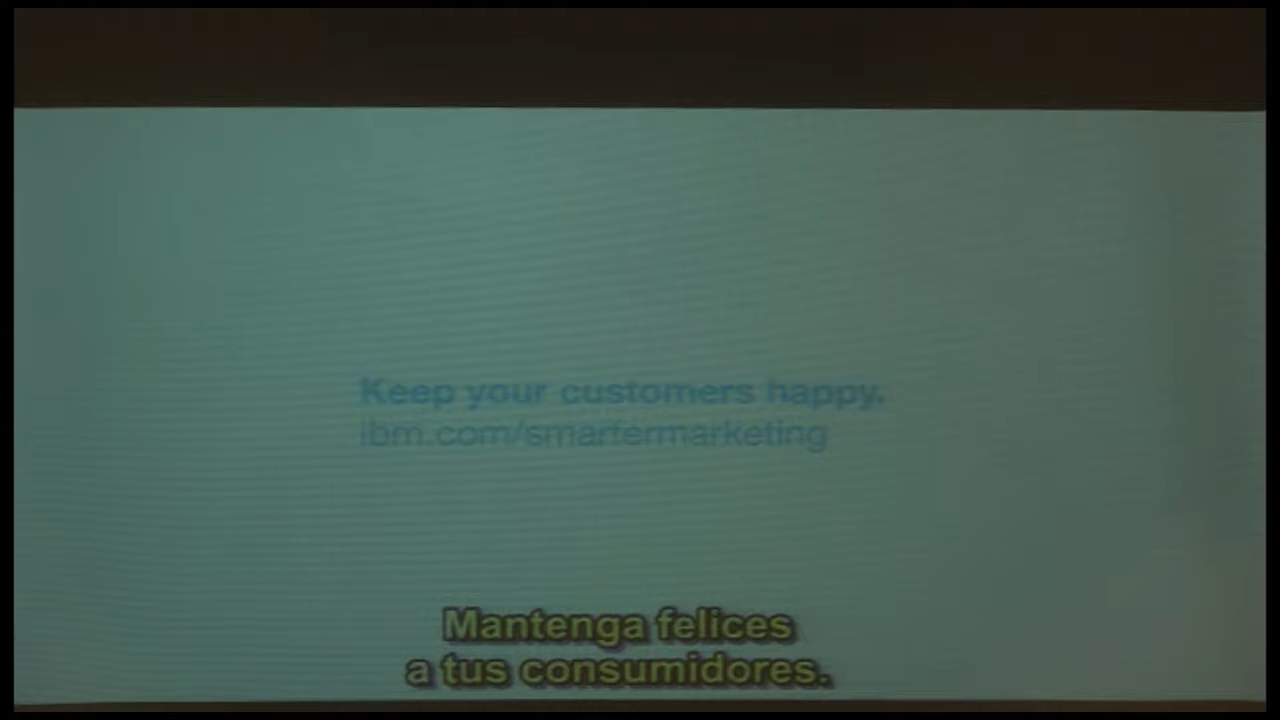 Keep your customers happy.
ibm.com/smartermarketing
Mantenga felices
a tus consumidores.